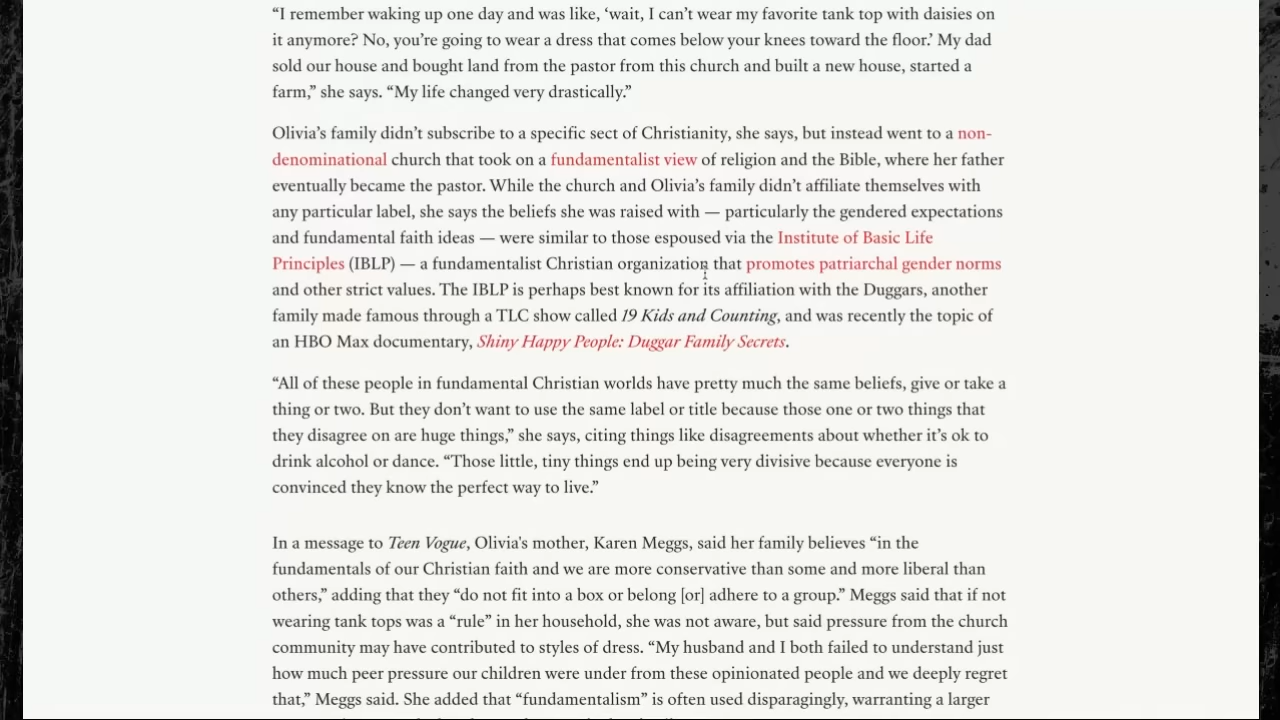 “I remember waking up one day and was like, ‘wait, I can’t wear my favorite tank top with daisies on
it anymore? No, you’re going to wear a dress that comes below your knees toward the floor.’ My dad
sold our house and bought land from the pastor from this church and built a new house, started a
farm,” she says. “My life changed very drastically.”
Olivia’s family didn’t subscribe to a specific sect of Christianity, she says, but instead went to a non-
denominational church that took on a fundamentalist view of religion and the Bible, where her father
eventually became the pastor. While the church and Olivia’s family didn’t affiliate themselves with
any particular label, she says the beliefs she was raised with — particularly the gendered expectations
and fundamental faith ideas — were similar to those espoused via the Institute of Basic Life
Principles (IBLP) — a fundamentalist Christian organization that promotes patriarchal gender norms
and other strict values. The IBLP is perhaps best known for its affiliation with the Duggars, another
family made famous through a TLC show called 19 Kids and Counting, and was recently the topic of
an HBO Max documentary, Shiny Happy People: Duggar Family Secrets.
“All of these people in fundamental Christian worlds have pretty much the same beliefs, give or take a
thing or two. But they don’t want to use the same label or title because those one or two things that
they disagree on are huge things,” she says, citing things like disagreements about whether it’s ok to
drink alcohol or dance. “Those little, tiny things end up being very divisive because everyone is
convinced they know the perfect way to live.”
In a message to Teen Vogue, Olivia's mother, Karen Meggs, said her family believes “in the
fundamentals of our Christian faith and we are more conservative than some and more liberal than
others,” adding that they “do not fit into a box or belong [or] adhere to a group.” Meggs said that if not
wearing tank tops was a “rule” in her household, she was not aware, but said pressure from the church
community may have contributed to styles of dress. “My husband and I both failed to understand just
how much peer pressure our children were under from these opinionated people and we deeply regret
that,” Meggs said. She added that “fundamentalism” is often used disparagingly, warranting a larger